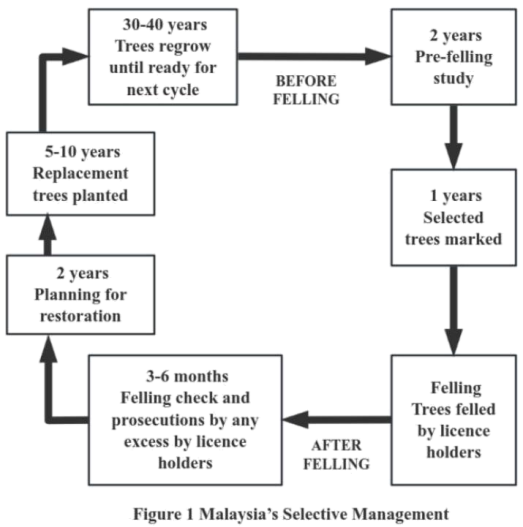 30-40 years
Trees regrow
until ready for
next cycle
BEFORE
FELLING
2 years
Pre-felling
study
1 years
Selected
trees marked
Felling
Trees felled
by licence
holders
AFTER
FELLING
3-6 months
Felling check and
prosecutions by any
excess by licence
holders
2 years
Planning for
restoration
5-10 years
Replacement
trees planted
Figure 1 Malaysia's Selective Management